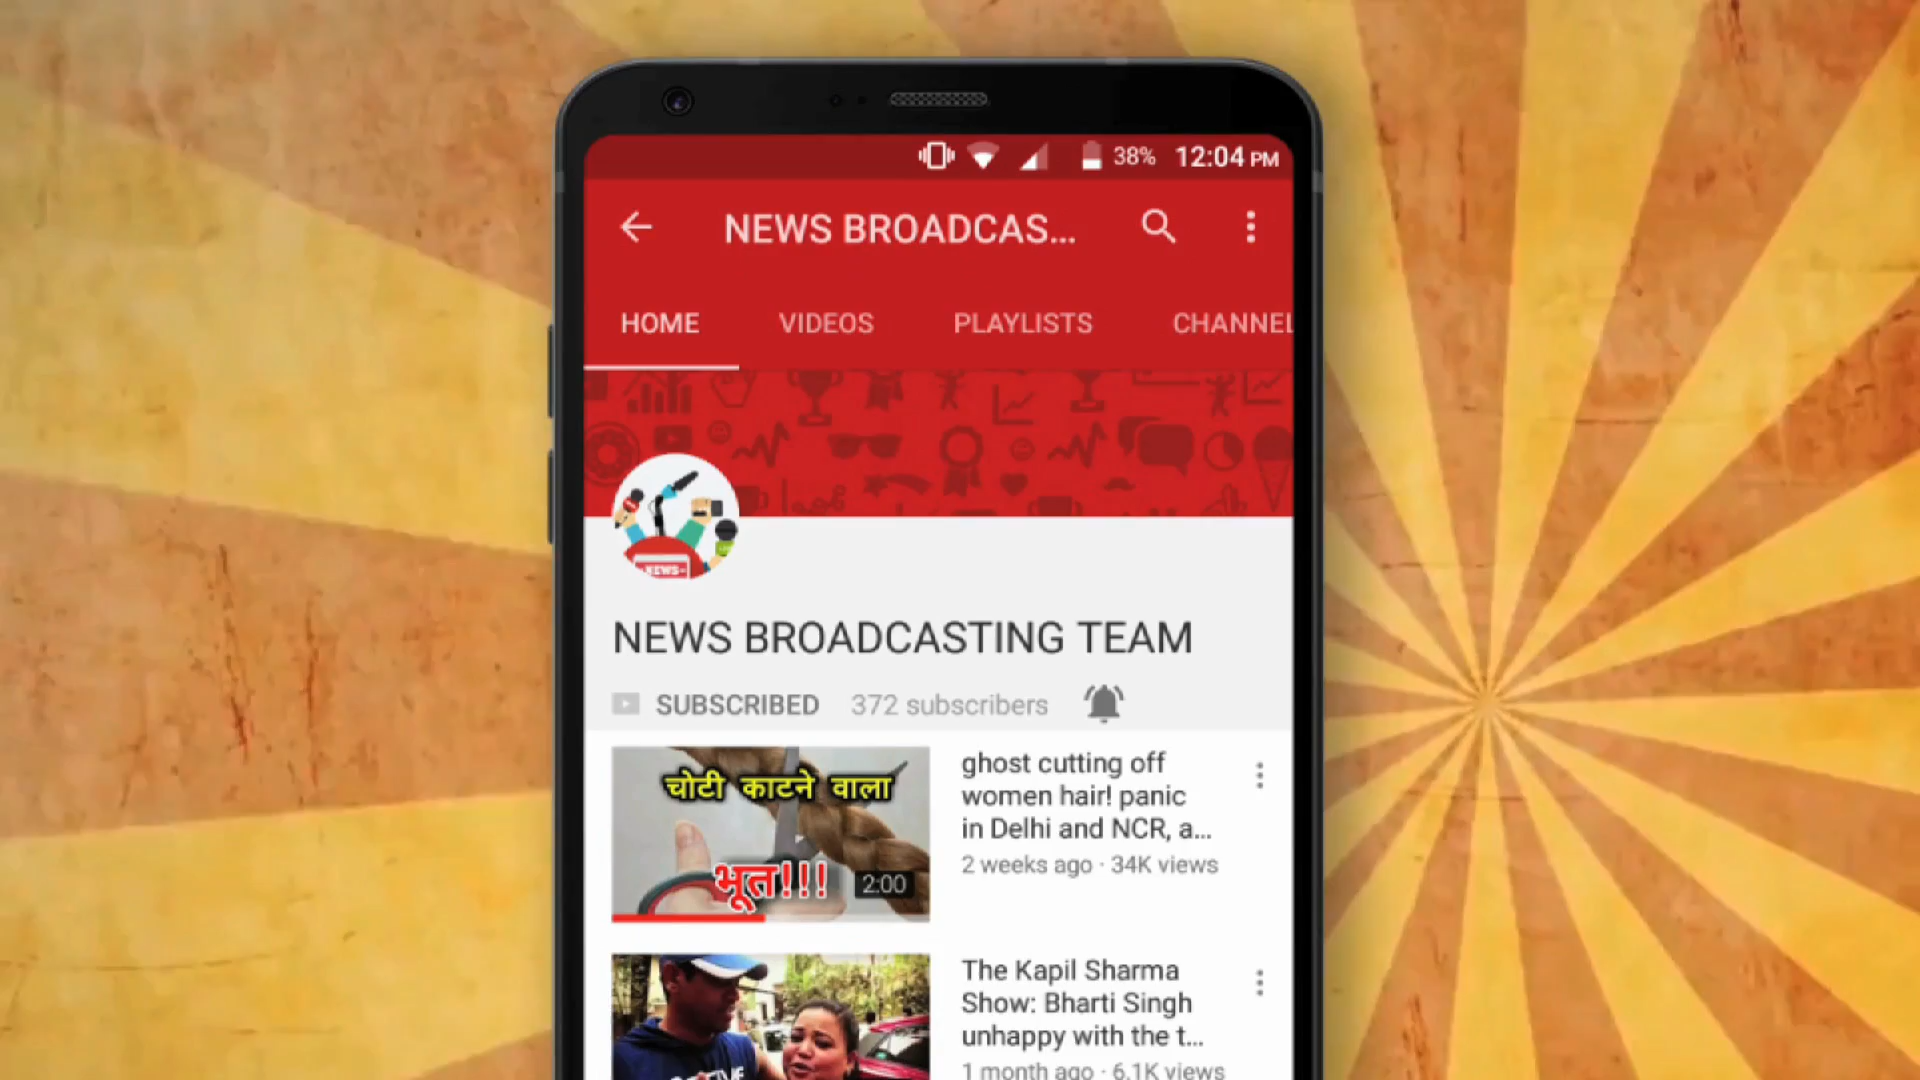 38% 12:04 PM
NEWS BROADCAS...
HOME VIDEOS PLAYLISTS CHANNEL
NEWS
NEWS BROADCASTING TEAM
SUBSCRIBED 372 subscribers
चोटी काटने वाला
भूत!!!
2:00
ghost cutting off
women hair! panic
in Delhi and NCR, a...
2 weeks ago · 34K views
The Kapil Sharma
Show: Bharti Singh
unhappy with the t...
1 month ago · 6.1K views